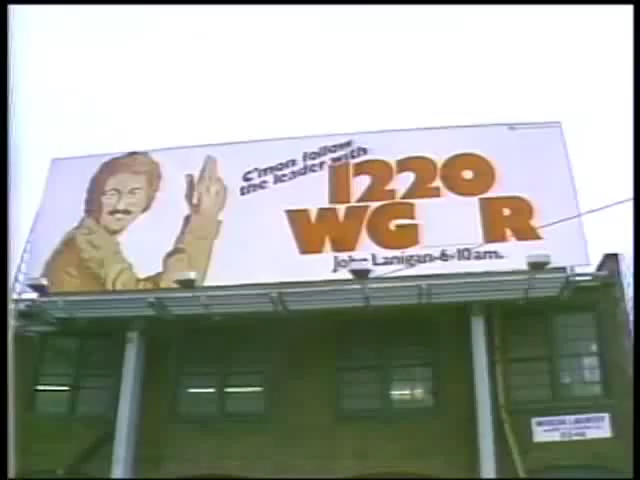 C'mon follow
the leader with
1220
WG R
John Lanigan-6-10am.